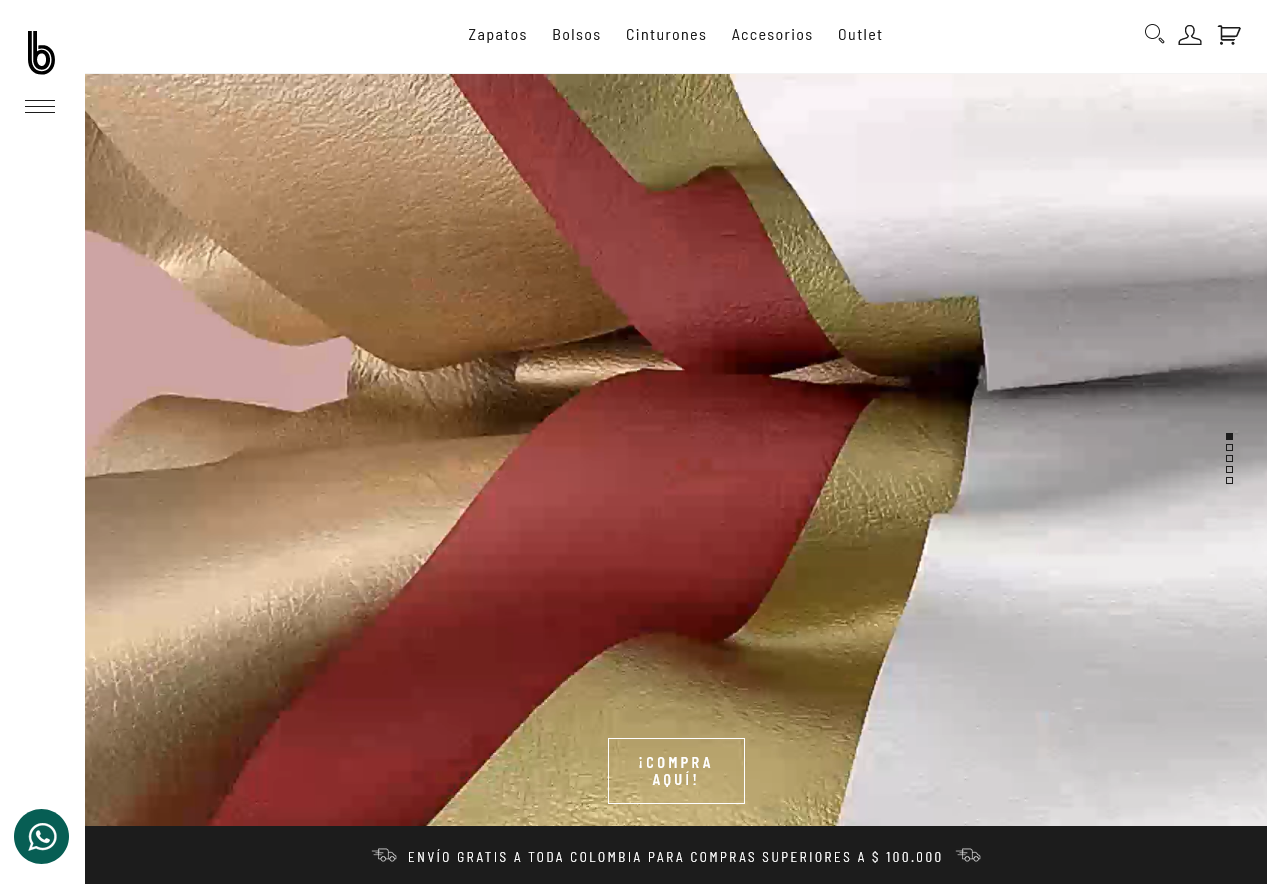 b
Zapatos Bolsos Cinturones Accesorios Outlet
¡COMPRA
AQUÍ!
ENVÍO GRATIS A TODA COLOMBIA PARA COMPRAS SUPERIORES A $ 100.000